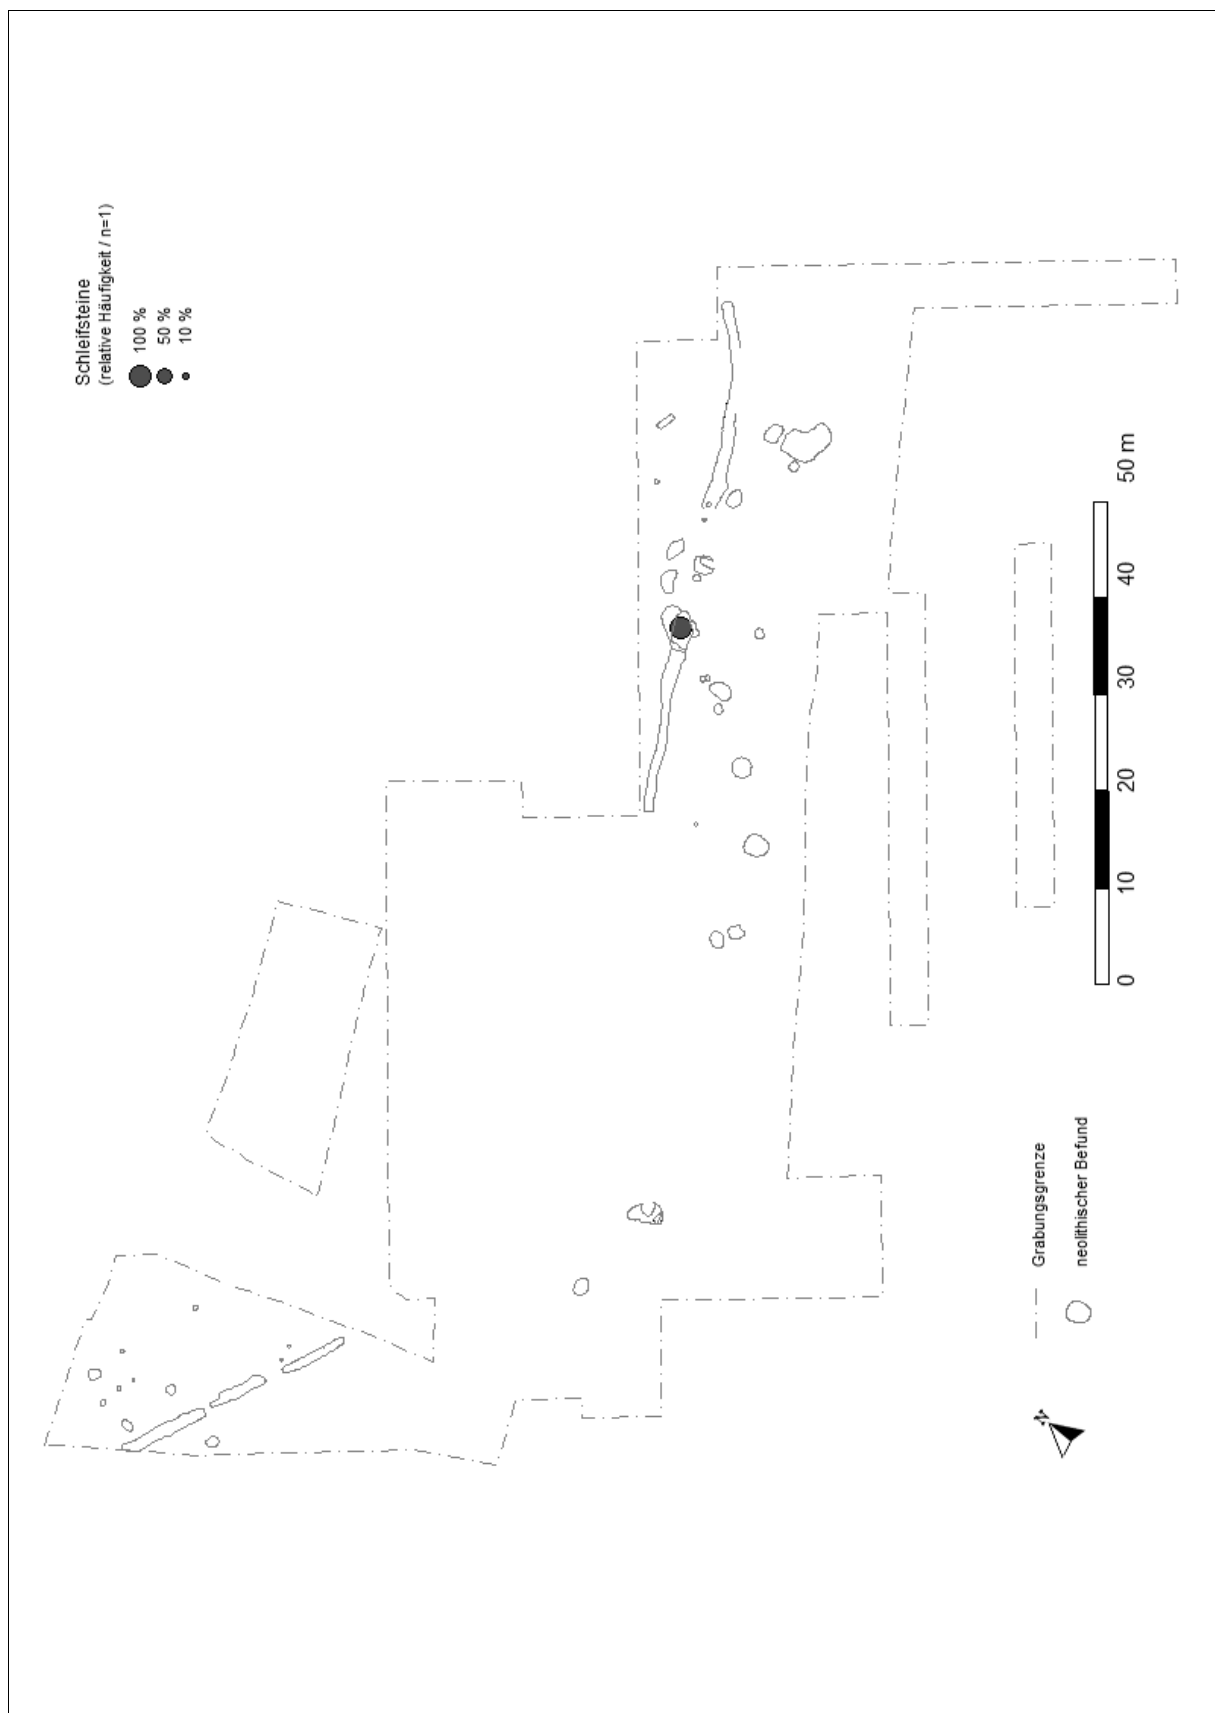 Schleifsteine
(relative Häufigkeit / n=1)
100 %
50 %
10 %
0 10 20 30 40 50 m
Grabungsgrenze
neolithischer Befund
N